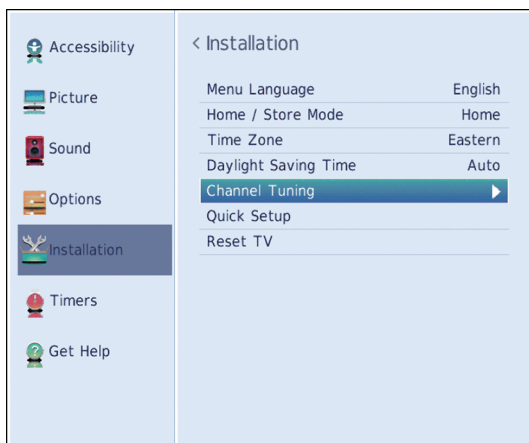 Accessibility
Picture
Sound
Options
Installation
Timers
Get Help
< Installation
Menu Language English
Home / Store Mode Home
Time Zone Eastern
Daylight Saving Time Auto
Channel Tuning
Quick Setup
Reset TV